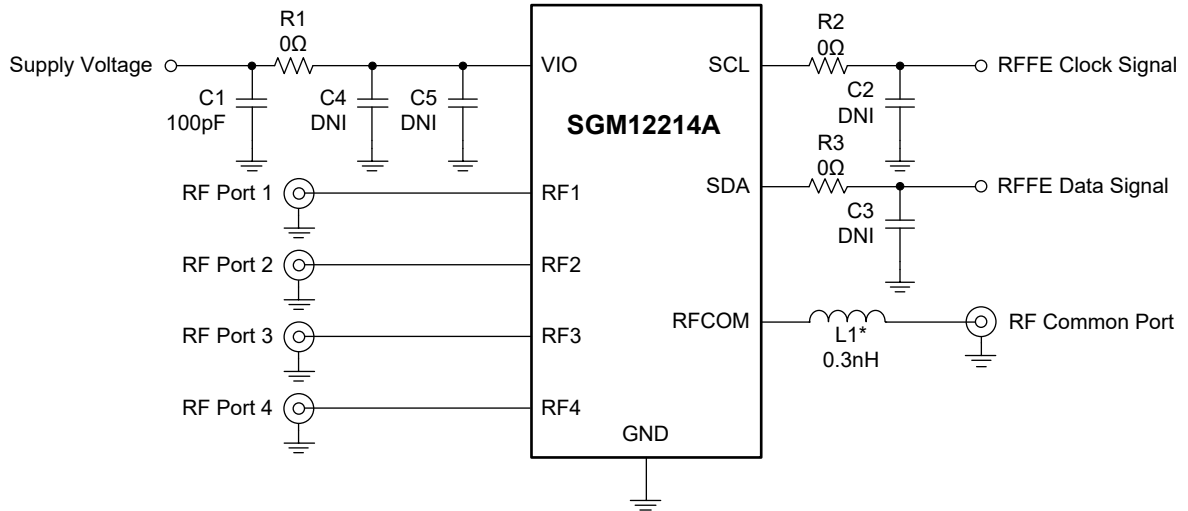 R1
0Ω
Supply Voltage
C1
100pF
C4
DNI
C5
DNI
VIO
RF Port 1
RF1
RF Port 2
RF2
RF Port 3
RF3
RF Port 4
RF4
SGM12214A
GND
SCL
R2
0Ω
RFFE Clock Signal
C2
DNI
SDA
R3
0Ω
RFFE Data Signal
C3
DNI
RFCOM
L1*
0.3nH
RF Common Port